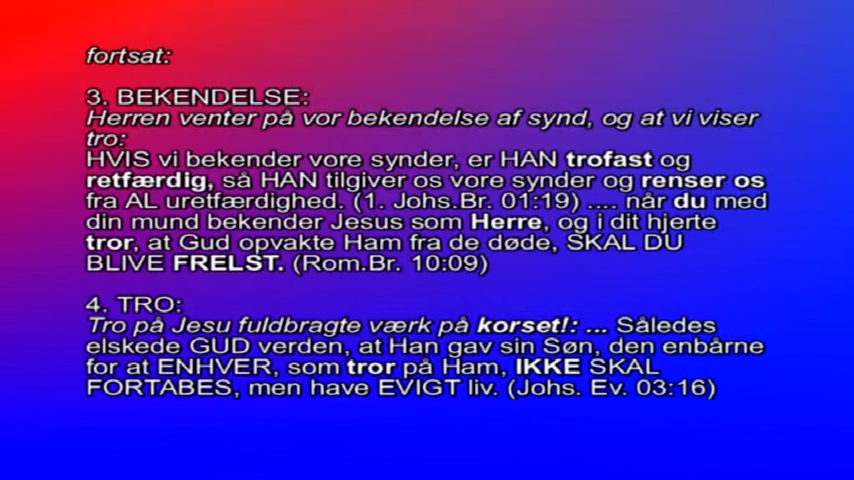 fortsat:
3. BEKENDELSE:
Herren venter på vor bekendelse af synd, og at vi viser
tro:
HVIS vi bekender vore synder, er HAN trofast og
retfærdig, så HAN tilgiver os vore synder og renser os
fra AL uretfærdighed. (1. Johs.Br. 01:19) .... når du med
din mund bekender Jesus som Herre, og i dit hjerte
tror, at Gud opvakte Ham fra de døde, SKAL DU
BLIVE FRELST. (Rom.Br. 10:09)
4. TRO:
Tro på Jesu fuldbragte værk på korset!: ... Således
elskede GUD verden, at Han gav sin Søn, den enbårne
for at ENHVER, som tror på Ham, IKKE SKAL
FORTABES, men have EVIGT liv. (Johs. Ev. 03:16)